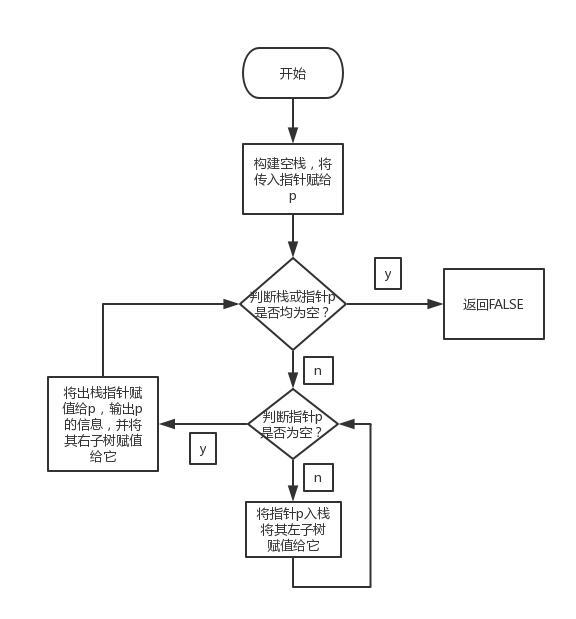 开始
构建空栈，将
传入指针赋给
p
y
判断栈或指针p
是否均为空？
返回FALSE
n
将出栈指针赋
值给p，输出p
的信息，并将
其右子树赋值
给它
判断指针p
是否为空？
y
n
将指针p入栈
将其左子树
赋值给它